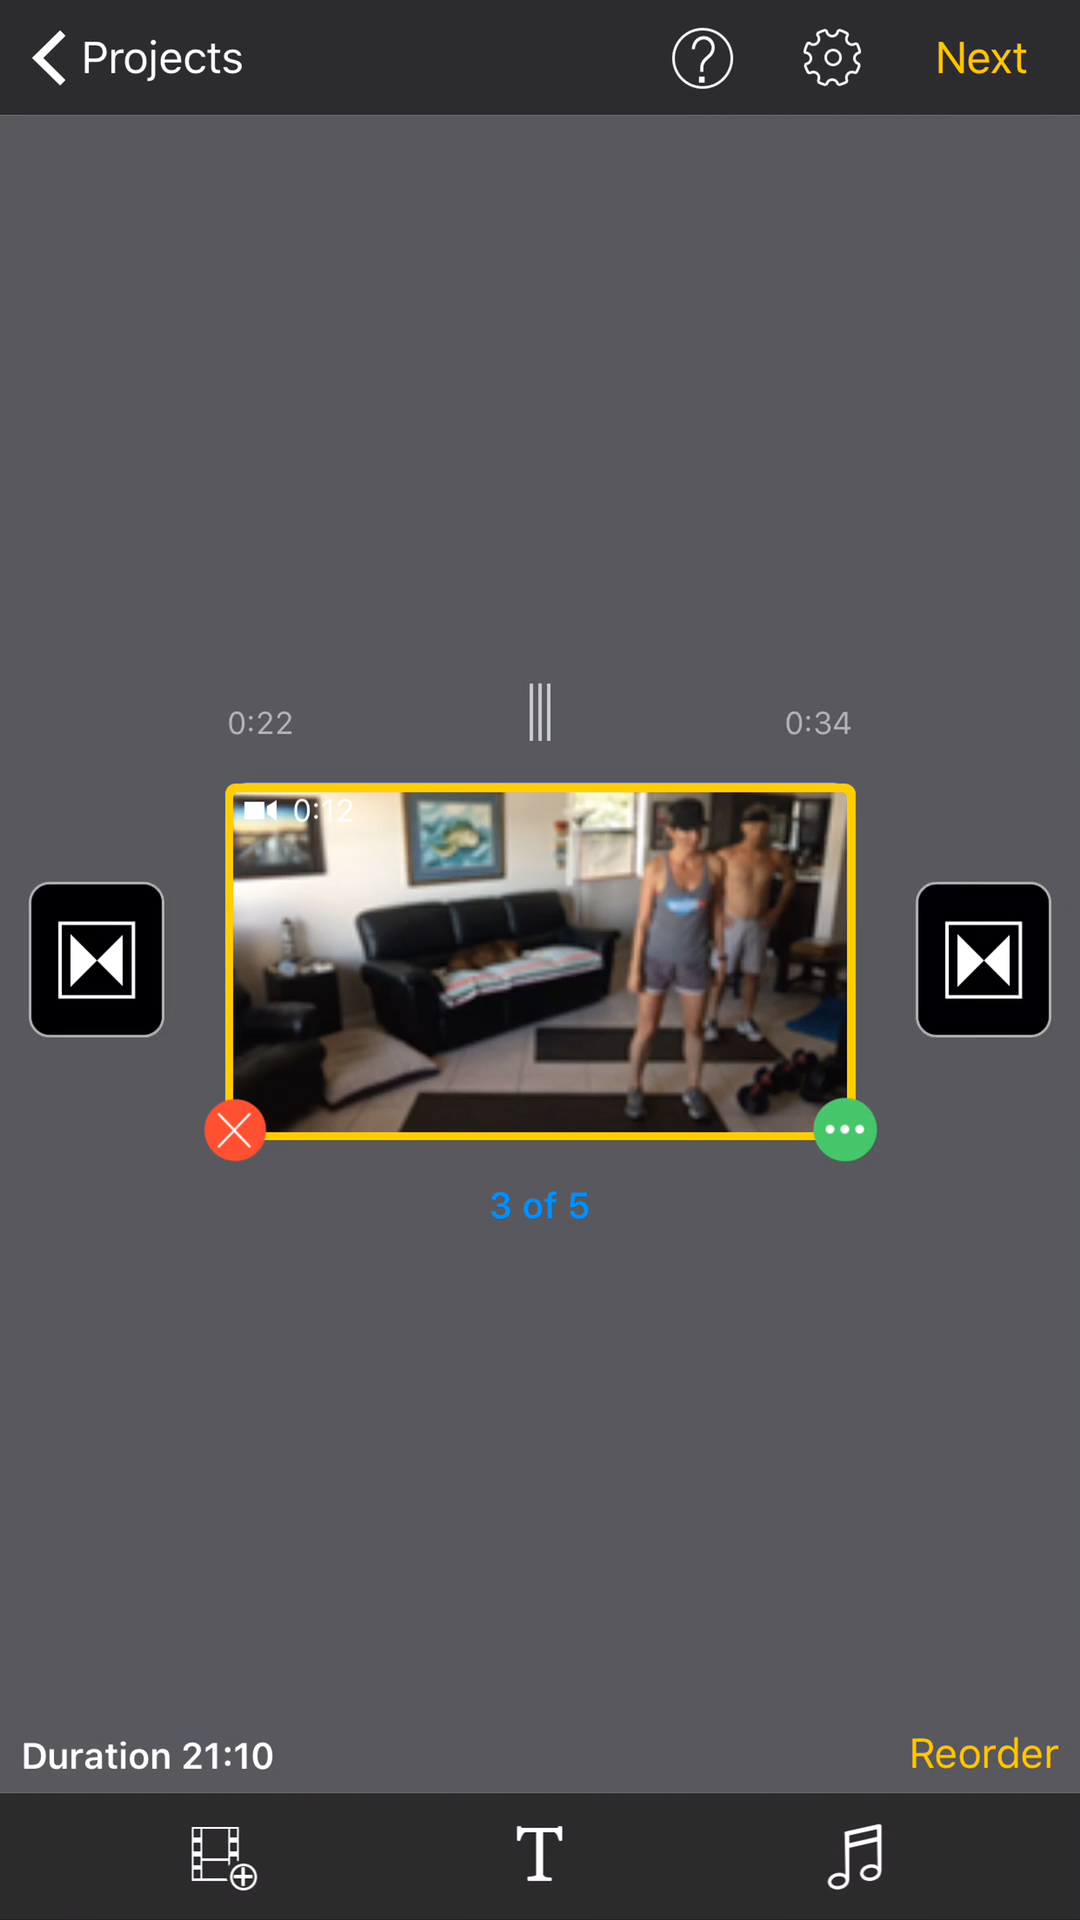 Projects
Next
0:22
0:34
0:12
3 of 5
Duration 21:10
Reorder
T